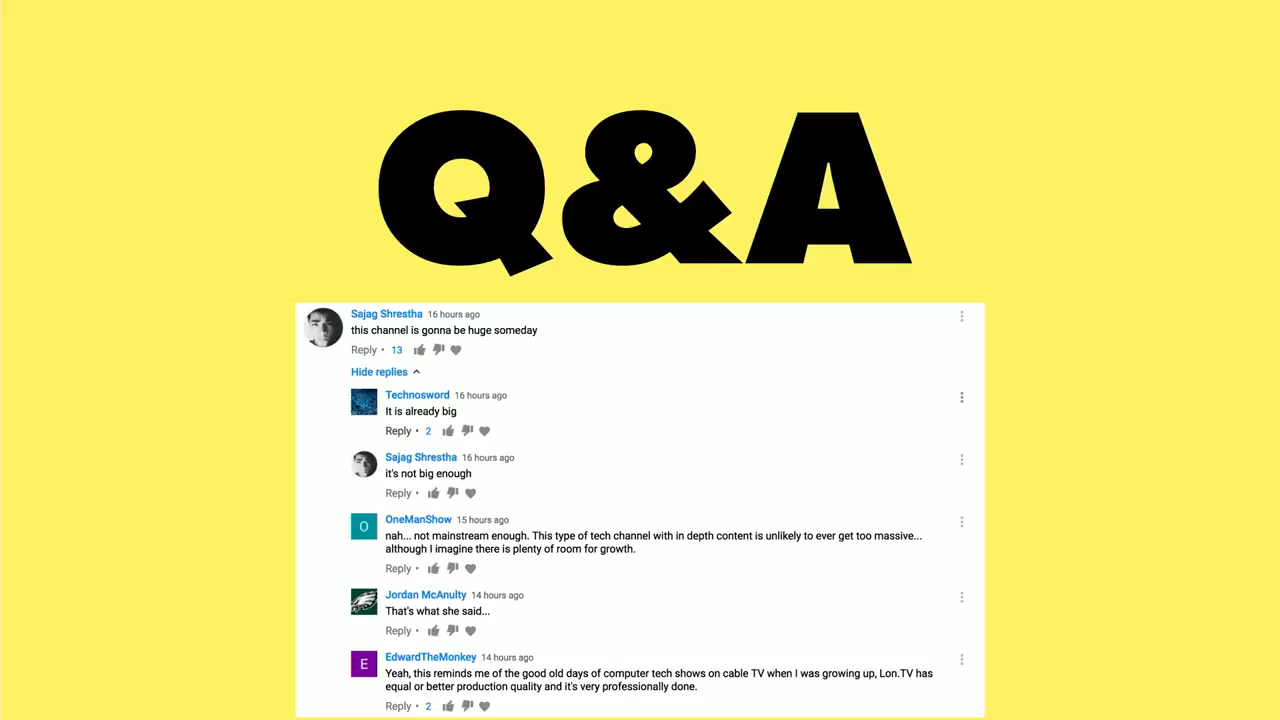 Q&A
Sajag Shrestha 16 hours ago
this channel is gonna be huge someday
Reply • 13
Hide replies
Technosword 16 hours ago
It is already big
Reply • 2
Sajag Shrestha 16 hours ago
it's not big enough
Reply •
O
OneManShow 15 hours ago
nah... not mainstream enough. This type of tech channel with in depth content is unlikely to ever get too massive...
although I imagine there is plenty of room for growth.
Reply •
Jordan McAnulty 14 hours ago
That's what she said...
Reply •
E
EdwardTheMonkey 14 hours ago
Yeah, this reminds me of the good old days of computer tech shows on cable TV when I was growing up, Lon.TV has
equal or better production quality and it's very professionally done.
Reply • 2